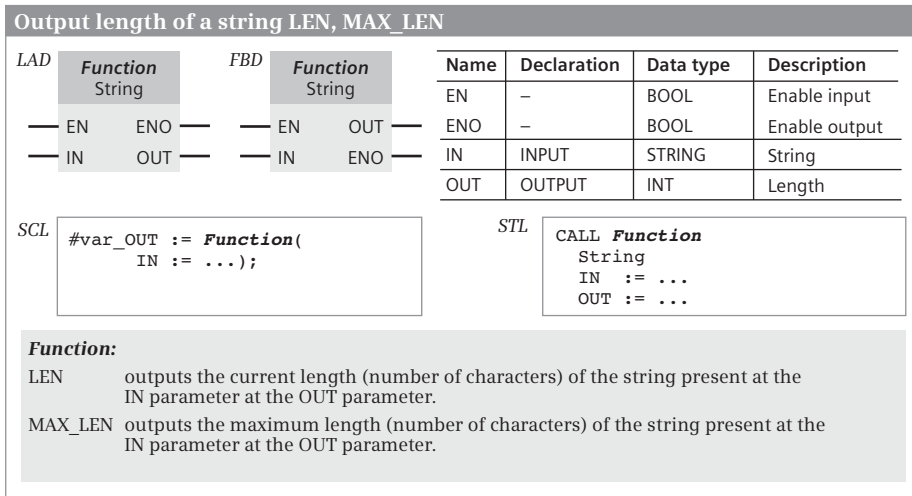 Output length of a string LEN, MAX_LEN
LAD
Function
String
EN ENO
IN OUT
FBD
Function
String
EN OUT
IN ENO
Name Declaration Data type Description
EN – BOOL Enable input
ENO – BOOL Enable output
IN INPUT STRING String
OUT OUTPUT INT Length
SCL
#var_OUT := Function(
IN := ...);
STL
CALL Function
String
IN := ...
OUT := ...
Function:
LEN outputs the current length (number of characters) of the string present at the
IN parameter at the OUT parameter.
MAX_LEN outputs the maximum length (number of characters) of the string present at the
IN parameter at the OUT parameter.